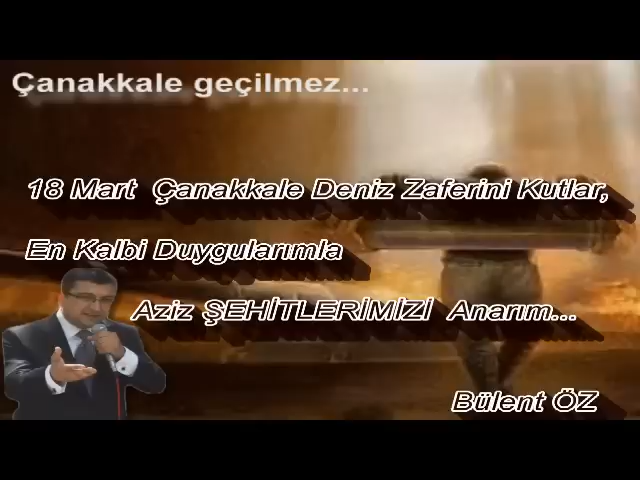 Çanakkale geçilmez...
18 Mart Çanakkale Deniz Zaferini Kutlar,
En Kalbi Duygularımla
Aziz ŞEHİTLERİMİZİ Anarım...
Bülent ÖZ